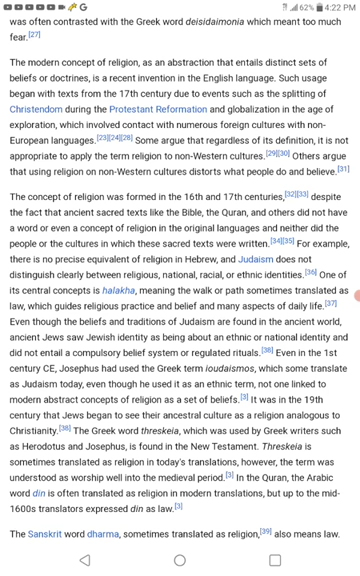 62% 4:22 PM
was often contrasted with the Greek word deisidaimonia which meant too much
fear.[27]
The modern concept of religion, as an abstraction that entails distinct sets of
beliefs or doctrines, is a recent invention in the English language. Such usage
began with texts from the 17th century due to events such as the splitting of
Christendom during the Protestant Reformation and globalization in the age of
exploration, which involved contact with numerous foreign cultures with non-
European languages.[23][24][28] Some argue that regardless of its definition, it is not
appropriate to apply the term religion to non-Western cultures.[29][30] Others argue
that using religion on non-Western cultures distorts what people do and believe.[31]
The concept of religion was formed in the 16th and 17th centuries,[32][33] despite
the fact that ancient sacred texts like the Bible, the Quran, and others did not have
a word or even a concept of religion in the original languages and neither did the
people or the cultures in which these sacred texts were written.[34][35] For example,
there is no precise equivalent of religion in Hebrew, and Judaism does not
distinguish clearly between religious, national, racial, or ethnic identities.[36] One of
its central concepts is halakha, meaning the walk or path sometimes translated as
law, which guides religious practice and belief and many aspects of daily life.[37]
Even though the beliefs and traditions of Judaism are found in the ancient world,
ancient Jews saw Jewish identity as being about an ethnic or national identity and
did not entail a compulsory belief system or regulated rituals.[38] Even in the 1st
century CE, Josephus had used the Greek term ioudaismos, which some translate
as Judaism today, even though he used it as an ethnic term, not one linked to
modern abstract concepts of religion as a set of beliefs.[3] It was in the 19th
century that Jews began to see their ancestral culture as a religion analogous to
Christianity.[38] The Greek word threskeia, which was used by Greek writers such
as Herodotus and Josephus, is found in the New Testament. Threskeia is
sometimes translated as religion in today's translations, however, the term was
understood as worship well into the medieval period.[3] In the Quran, the Arabic
word din is often translated as religion in modern translations, but up to the mid-
1600s translators expressed din as law.[3]
The Sanskrit word dharma, sometimes translated as religion,[39] also means law.